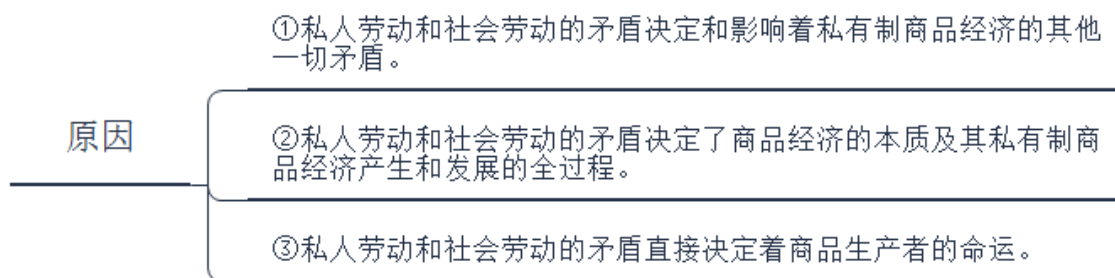 ①私人劳动和社会劳动的矛盾决定和影响着私有制商品经济的其他
一切矛盾。
原因
②私人劳动和社会劳动的矛盾决定了商品经济的本质及其私有制商
品经济产生和发展的全过程。
③私人劳动和社会劳动的矛盾直接决定着商品生产者的命运。